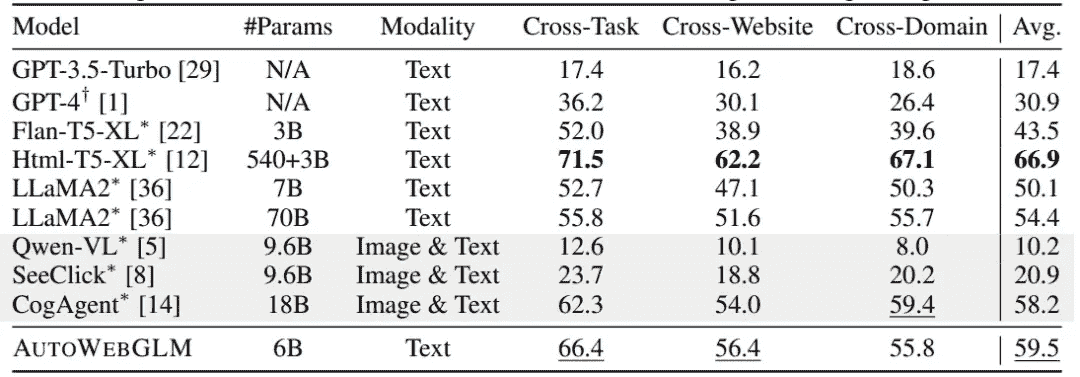 Model #Params Modality Cross-Task Cross-Website Cross-Domain Avg.
GPT-3.5-Turbo [29] N/A Text 17.4 16.2 18.6 17.4
GPT-4† [1] N/A Text 36.2 30.1 26.4 30.9
Flan-T5-XL* [22] 3B Text 52.0 38.9 39.6 43.5
Html-T5-XL* [12] 540+3B Text 71.5 62.2 67.1 66.9
LLaMA2* [36] 7B Text 52.7 47.1 50.3 50.1
LLaMA2* [36] 70B Text 55.8 51.6 55.7 54.4
Qwen-VL* [5] 9.6B Image & Text 12.6 10.1 8.0 10.2
SeeClick* [8] 9.6B Image & Text 23.7 18.8 20.2 20.9
CogAgent* [14] 18B Image & Text 62.3 54.0 59.4 58.2
AUTOWEBGLM 6B Text 66.4 56.4 55.8 59.5